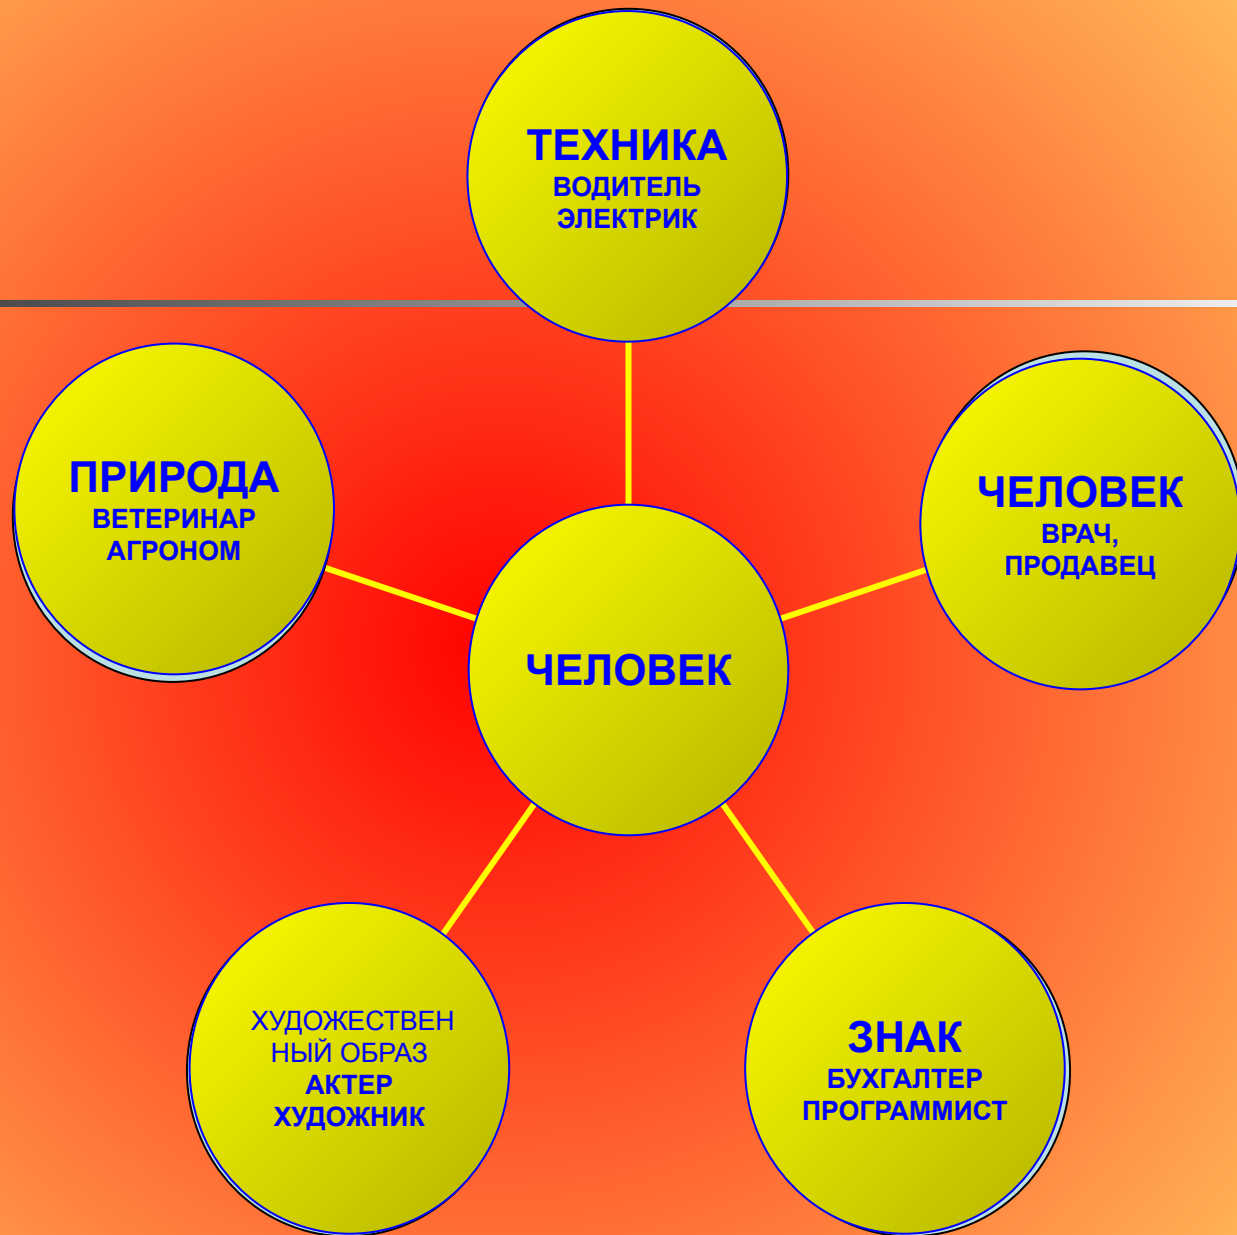 ТЕХНИКА
ВОДИТЕЛЬ
ЭЛЕКТРИК
ПРИРОДА
ВЕТЕРИНАР
АГРОНОМ
ЧЕЛОВЕК
ВРАЧ,
ПРОДАВЕЦ
ЧЕЛОВЕК
ХУДОЖЕСТВЕН
НЫЙ ОБРАЗ
АКТЕР
ХУДОЖНИК
ЗНАК
БУХГАЛТЕР
ПРОГРАММИСТ